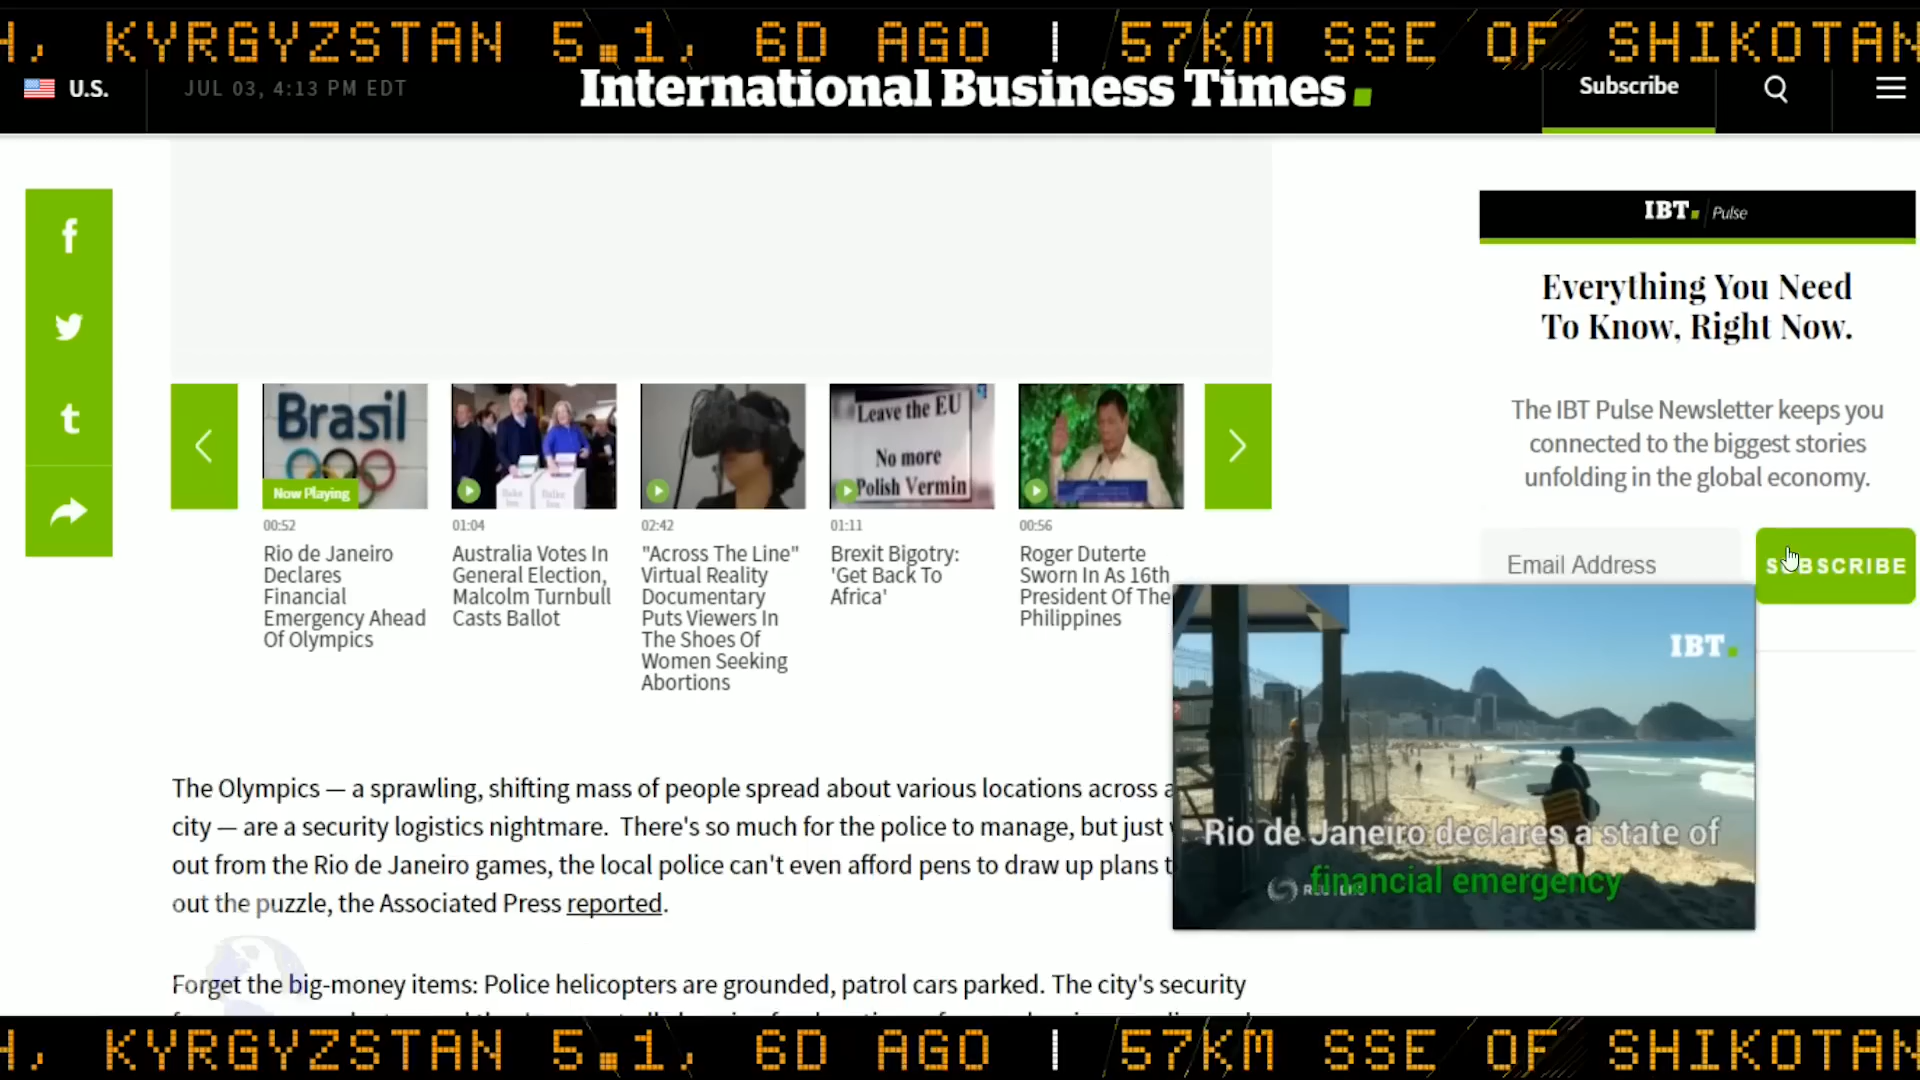 H, KYRGYZSTAN 5.1, 6D AGO | 57KM SSE OF SHIKOTAN
U.S.
JUL 03, 4:13 PM EDT
International Business Times
Subscribe
IBT Pulse
Everything You Need
To Know, Right Now.
The IBT Pulse Newsletter keeps you
connected to the biggest stories
unfolding in the global economy.
Email Address
SUBSCRIBE
Brasil
Now Playing
00:52
Rio de Janeiro
Declares
Financial
Emergency Ahead
Of Olympics
01:04
Australia Votes In
General Election,
Malcolm Turnbull
Casts Ballot
02:42
"Across The Line"
Virtual Reality
Documentary
Puts Viewers In
The Shoes Of
Women Seeking
Abortions
Leave the EU
No more
Polish Vermin
01:11
Brexit Bigotry:
'Get Back To
Africa'
00:56
Roger Duterte
Sworn In As 16th
President Of The
Philippines
IBT
Rio de Janeiro declares a state of
financial emergency
The Olympics — a sprawling, shifting mass of people spread about various locations across a
city — are a security logistics nightmare. There's so much for the police to manage, but just
out from the Rio de Janeiro games, the local police can't even afford pens to draw up plans
out the puzzle, the Associated Press reported.
Forget the big-money items: Police helicopters are grounded, patrol cars parked. The city's security
H, KYRGYZSTAN 5.1, 6D AGO | 57KM SSE OF SHIKOTAN